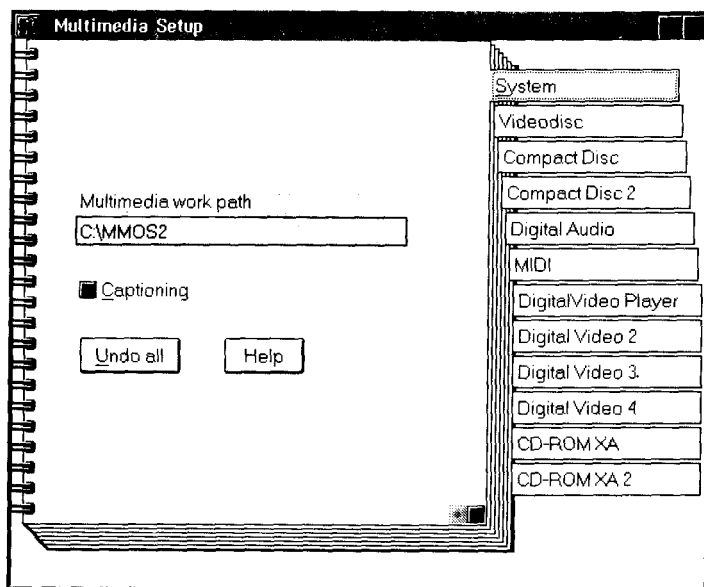 Multimedia Setup
System
Videodisc
Compact Disc
Multimedia work path
Compact Disc 2
C:\MMOS2
Digital Audio
MIDI
Captioning
DigitalVideo Player
Digital Video 2
Undo all
Help
Digital Video 3.
Digital Video 4
CD-ROM XA
CD-ROM XA 2